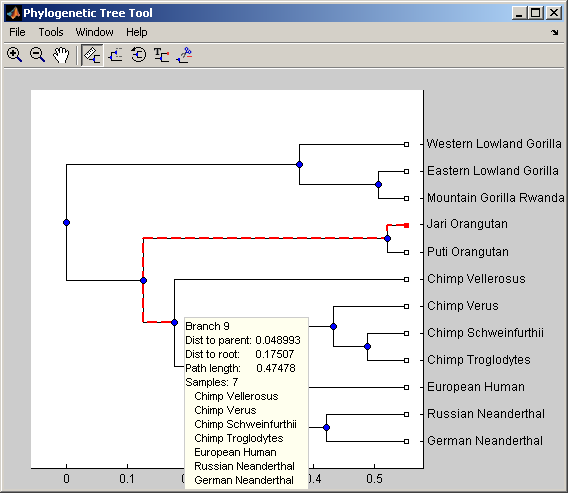 Phylogenetic Tree Tool
File Tools Window Help
Western Lowland Gorilla
Eastern Lowland Gorilla
Mountain Gorilla Rwanda
Jari Orangutan
Puti Orangutan
Chimp Vellerosus
Chimp Verus
Chimp Schweinfurthii
Chimp Troglodytes
European Human
Russian Neanderthal
German Neanderthal
Branch 9
Dist to parent: 0.048993
Dist to root: 0.17507
Path length: 0.47478
Samples: 7
Chimp Vellerosus
Chimp Verus
Chimp Schweinfurthii
Chimp Troglodytes
European Human
Russian Neanderthal
German Neanderthal
0 0.1 0.4 0.5